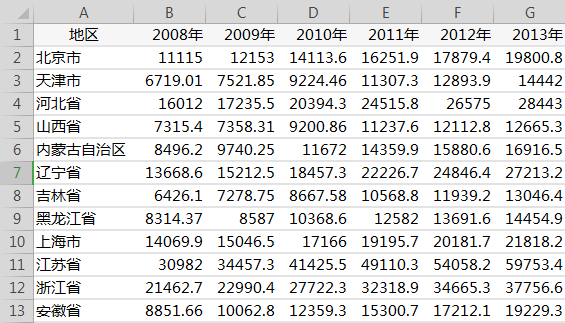 A B C D E F G
1 地区 2008年 2009年 2010年 2011年 2012年 2013年
2 北京市 11115 12153 14113.6 16251.9 17879.4 19800.8
3 天津市 6719.01 7521.85 9224.46 11307.3 12893.9 14442
4 河北省 16012 17235.5 20394.3 24515.8 26575 28443
5 山西省 7315.4 7358.31 9200.86 11237.6 12112.8 12665.3
6 内蒙古自治区 8496.2 9740.25 11672 14359.9 15880.6 16916.5
7 辽宁省 13668.6 15212.5 18457.3 22226.7 24846.4 27213.2
8 吉林省 6426.1 7278.75 8667.58 10568.8 11939.2 13046.4
9 黑龙江省 8314.37 8587 10368.6 12582 13691.6 14454.9
10 上海市 14069.9 15046.5 17166 19195.7 20181.7 21818.2
11 江苏省 30982 34457.3 41425.5 49110.3 54058.2 59753.4
12 浙江省 21462.7 22990.4 27722.3 32318.9 34665.3 37756.6
13 安徽省 8851.66 10062.8 12359.3 15300.7 17212.1 19229.3